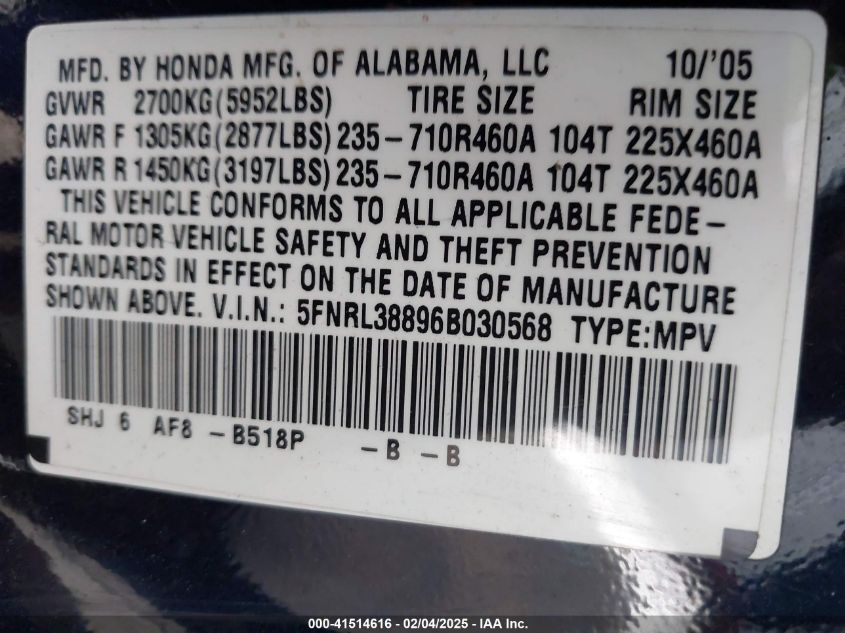 MFD. BY HONDA MFG. OF ALABAMA, LLC 10/'05
GVWR 2700KG(5952LBS) TIRE SIZE RIM SIZE
GAWR F 1305KG(2877LBS) 235-710R460A 104T 225X460A
GAWR R 1450KG(3197LBS) 235-710R460A 104T 225X460A
THIS VEHICLE CONFORMS TO ALL APPLICABLE FEDE-
RAL MOTOR VEHICLE SAFETY AND THEFT PREVENTION
STANDARDS IN EFFECT ON THE DATE OF MANUFACTURE
SHOWN ABOVE. V.I.N.: 5FNRL38896B030568 TYPE:MPV
SHJ 6 AF8 -B518P -B -B
000-41514616 - 02/04/2025 - IAA Inc.